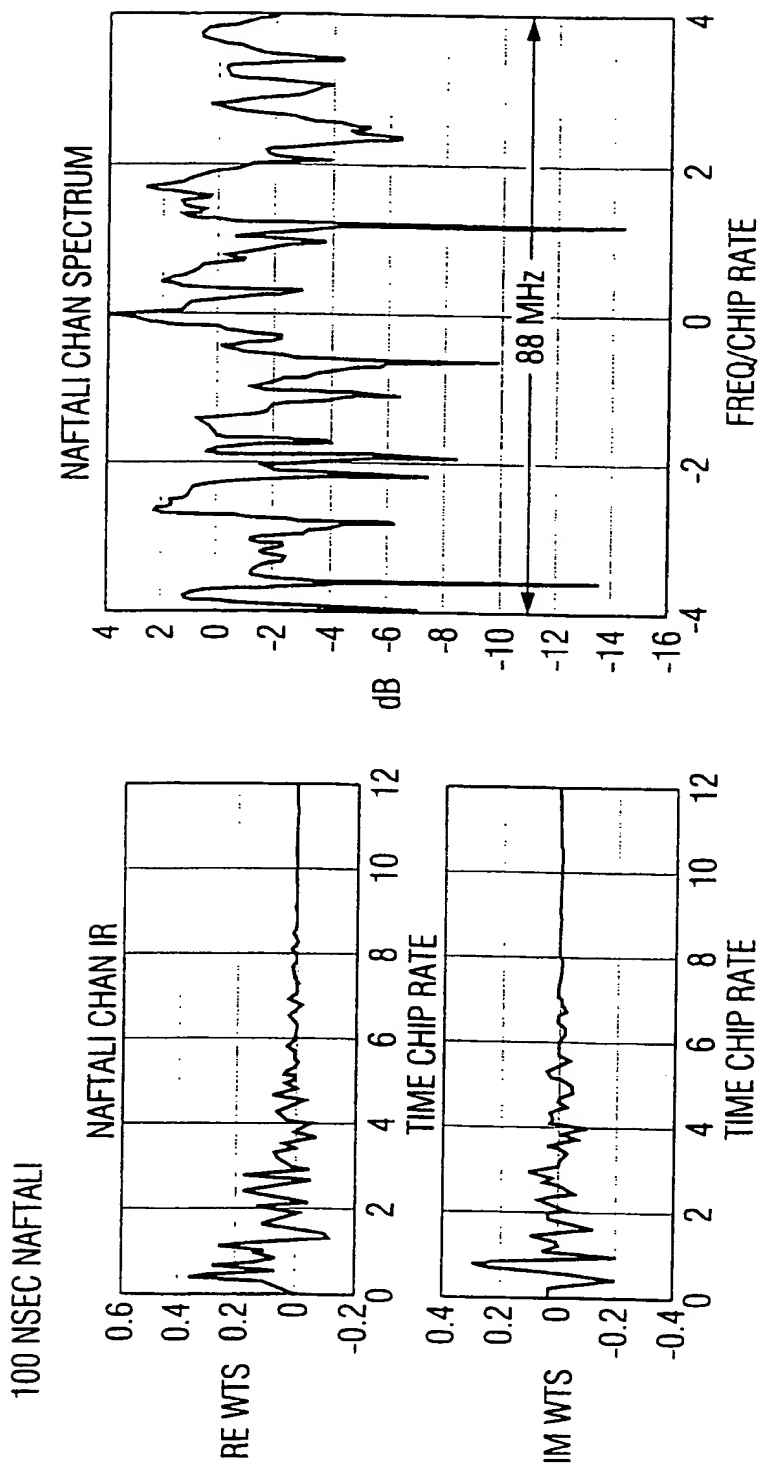 100 NSEC NAFTALI
NAFTALI CHAN IR
RE WTS
0.6
0.4
0.2
0
-0.2
0 2 4 6 8 10 12
TIME CHIP RATE
IM WTS
0.4
0.2
0
-0.2
-0.4
0 2 4 6 8 10 12
TIME CHIP RATE
NAFTALI CHAN SPECTRUM
dB
4
2
0
-2
-4
-6
-8
-10
-12
-14
-16
88 MHz
-4 -2 0 2 4
FREQ/CHIP RATE